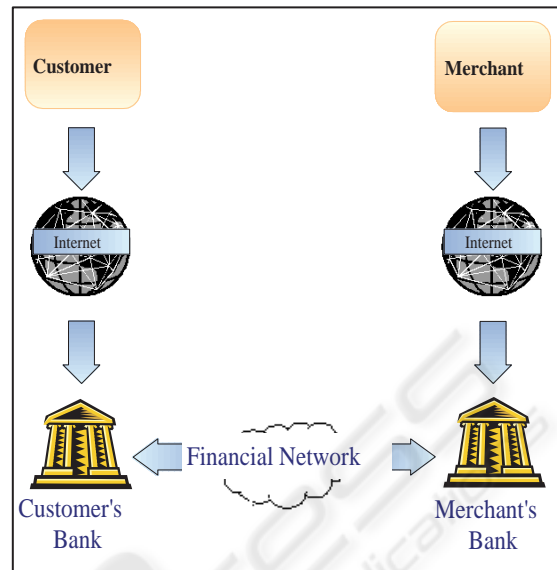 Customer
Merchant
Internet
Internet
Financial Network
Customer's
Bank
Merchant's
Bank